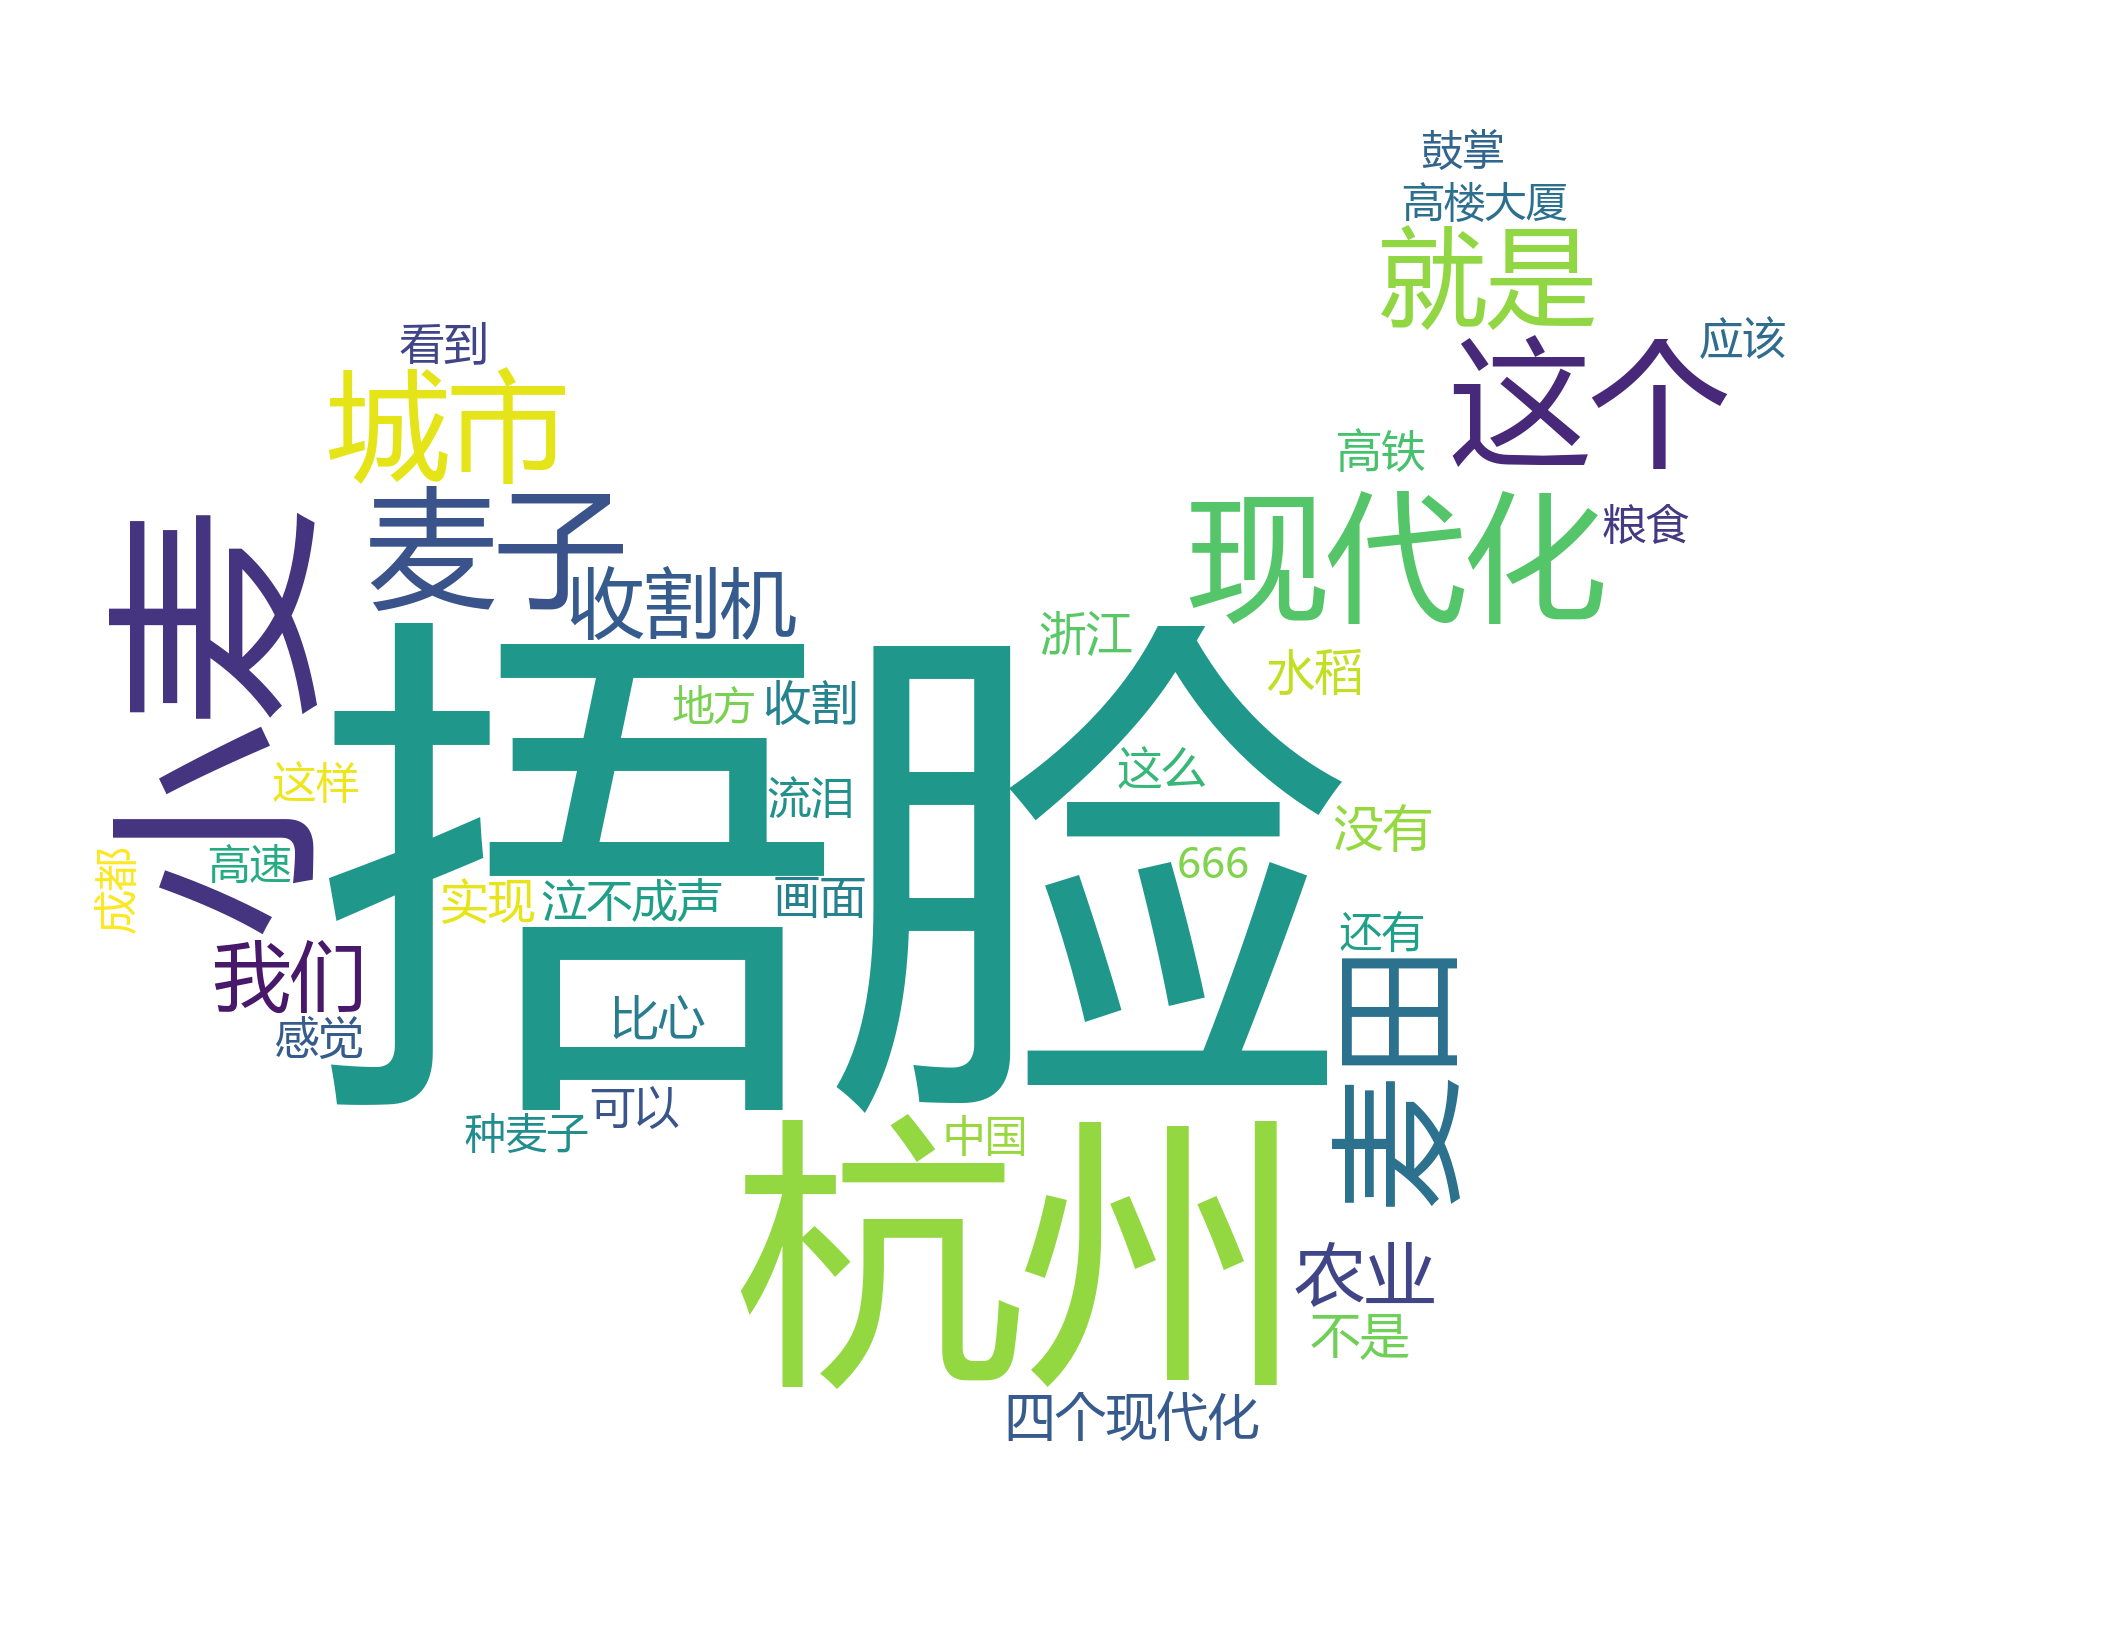 鼓掌
高楼大厦
就是
应该
看到
这个
城市
高铁
麦子
现代化
粮食
小麦
收割机
浙江
水稻
捂脸
地方
收割
这么
这样
流泪
没有
666
高速
成都
实现
泣不成声
画面
还有
我们
麦田
比心
感觉
可以
种麦子
中国
杭州
农业
不是
四个现代化